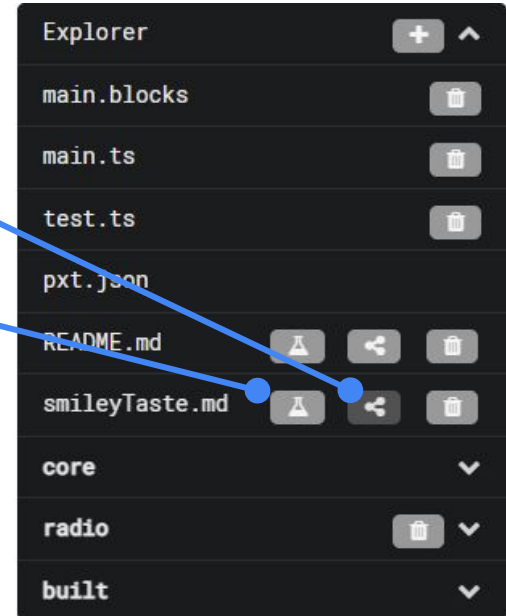 Explorer
main.blocks
main.ts
test.ts
pxt.json
README.md
smileyTaste.md
core
radio
built